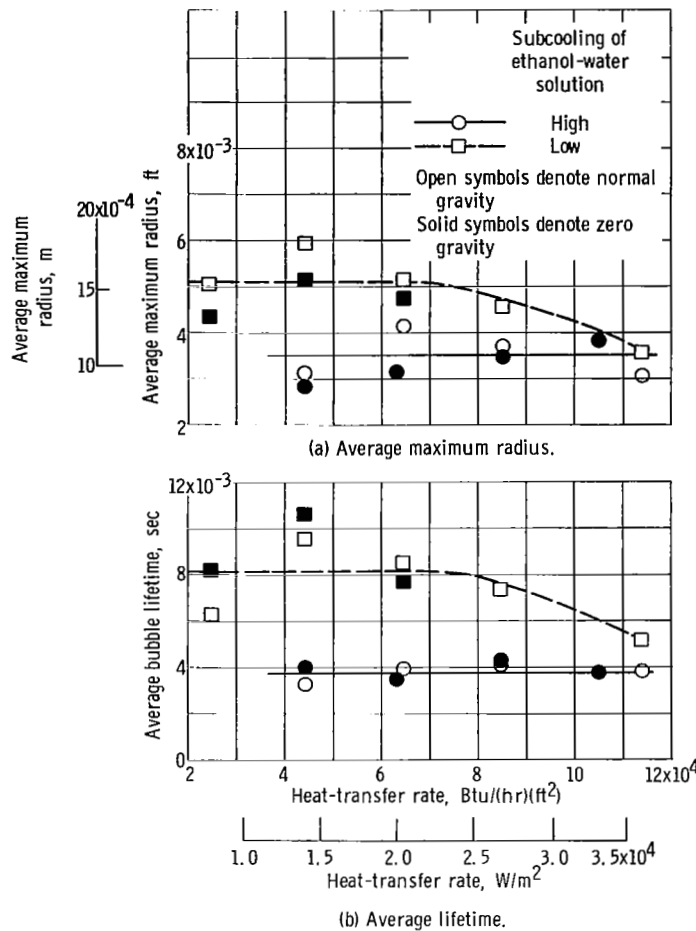 Subcooling of
ethanol-water
solution
High
Low
Open symbols denote normal
gravity
Solid symbols denote zero
gravity
20x10⁻⁴
15
10
Average maximum
radius, m
8x10⁻³
6
4
2
Average maximum radius, ft
(a) Average maximum radius.
12x10⁻³
8
4
0
Average bubble lifetime, sec
2 4 6 8 10 12x10⁴
Heat-transfer rate, Btu/(hr)(ft²)
1.0 1.5 2.0 2.5 3.0 3.5x10⁴
Heat-transfer rate, W/m²
(b) Average lifetime.